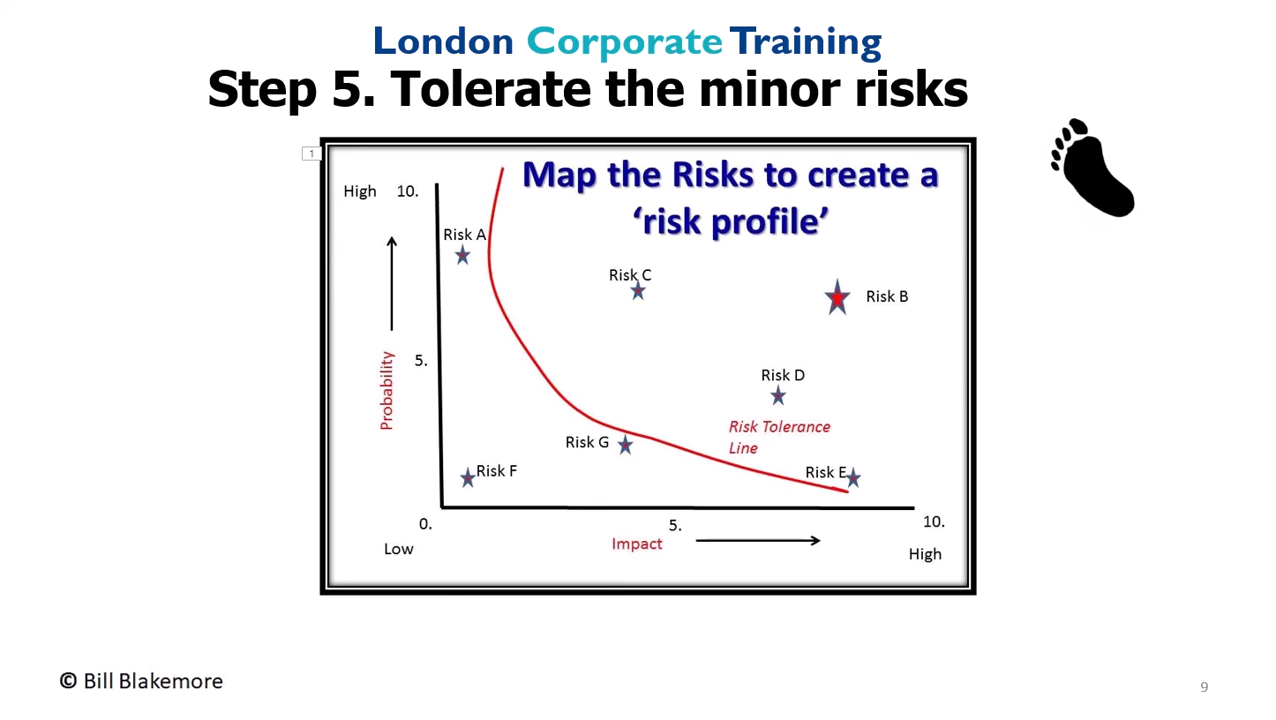 London Corporate Training
Step 5. Tolerate the minor risks
1
Map the Risks to create a
‘risk profile’
High 10.
Risk A
Risk C
Risk B
5.
Probability
Risk D
Risk Tolerance
Line
Risk G
Risk F
Risk E
0.
5.
10.
Low
Impact
High
© Bill Blakemore
9